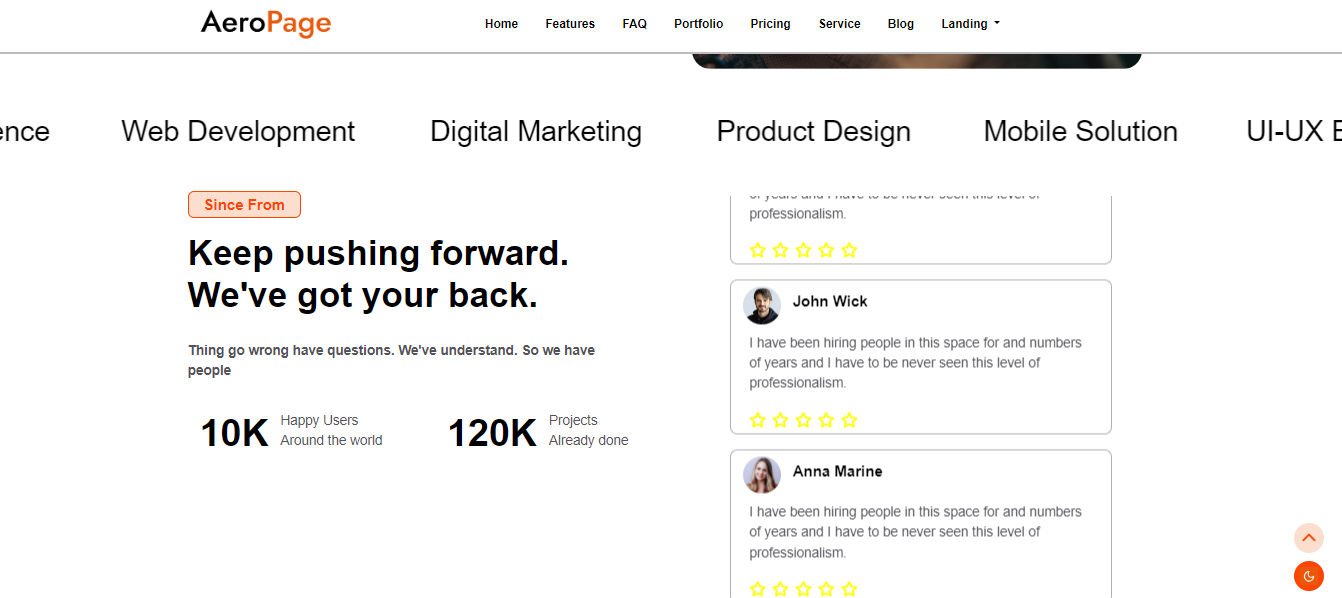 AeroPage
Home Features FAQ Portfolio Pricing Service Blog Landing
ence Web Development Digital Marketing Product Design Mobile Solution UI-UX
Since From
Keep pushing forward.
We've got your back.
Thing go wrong have questions. We've understand. So we have
people
10K Happy Users
Around the world
120K Projects
Already done
of years and I have to be never seen this level of
professionalism.
John Wick
I have been hiring people in this space for and numbers
of years and I have to be never seen this level of
professionalism.
Anna Marine
I have been hiring people in this space for and numbers
of years and I have to be never seen this level of
professionalism.